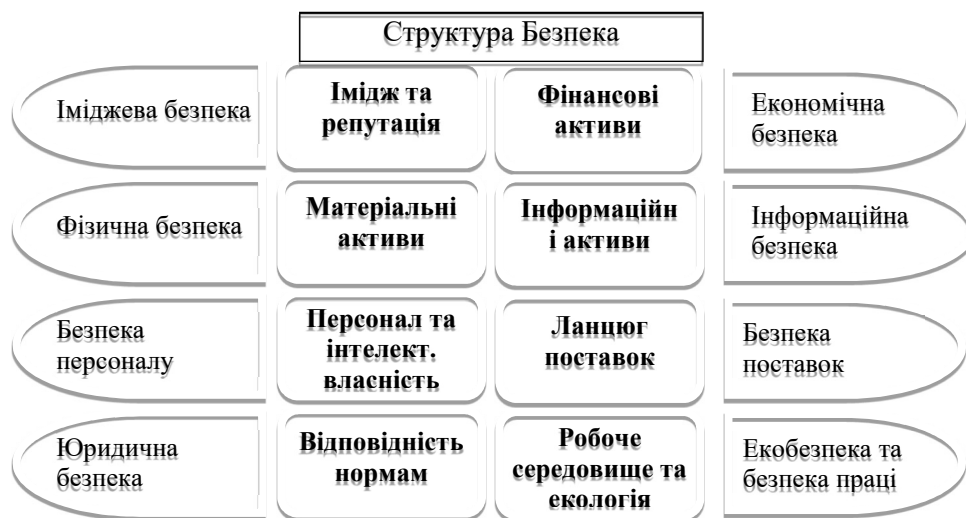 Структура Безпека
Іміджева безпека
Імідж та
репутація
Фінансові
активи
Економічна
безпека
Фізична безпека
Матеріальні
активи
Інформаційн
і активи
Інформаційна
безпека
Безпека
персоналу
Персонал та
інтелект.
власність
Ланцюг
поставок
Безпека
поставок
Юридична
безпека
Відповідність
нормам
Робоче
середовище та
екологія
Екобезпека та
безпека праці